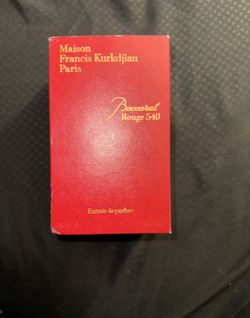 Maison
Francis Kurkdjian
Paris
Baccarat
Rouge 540
Extrait de parfum